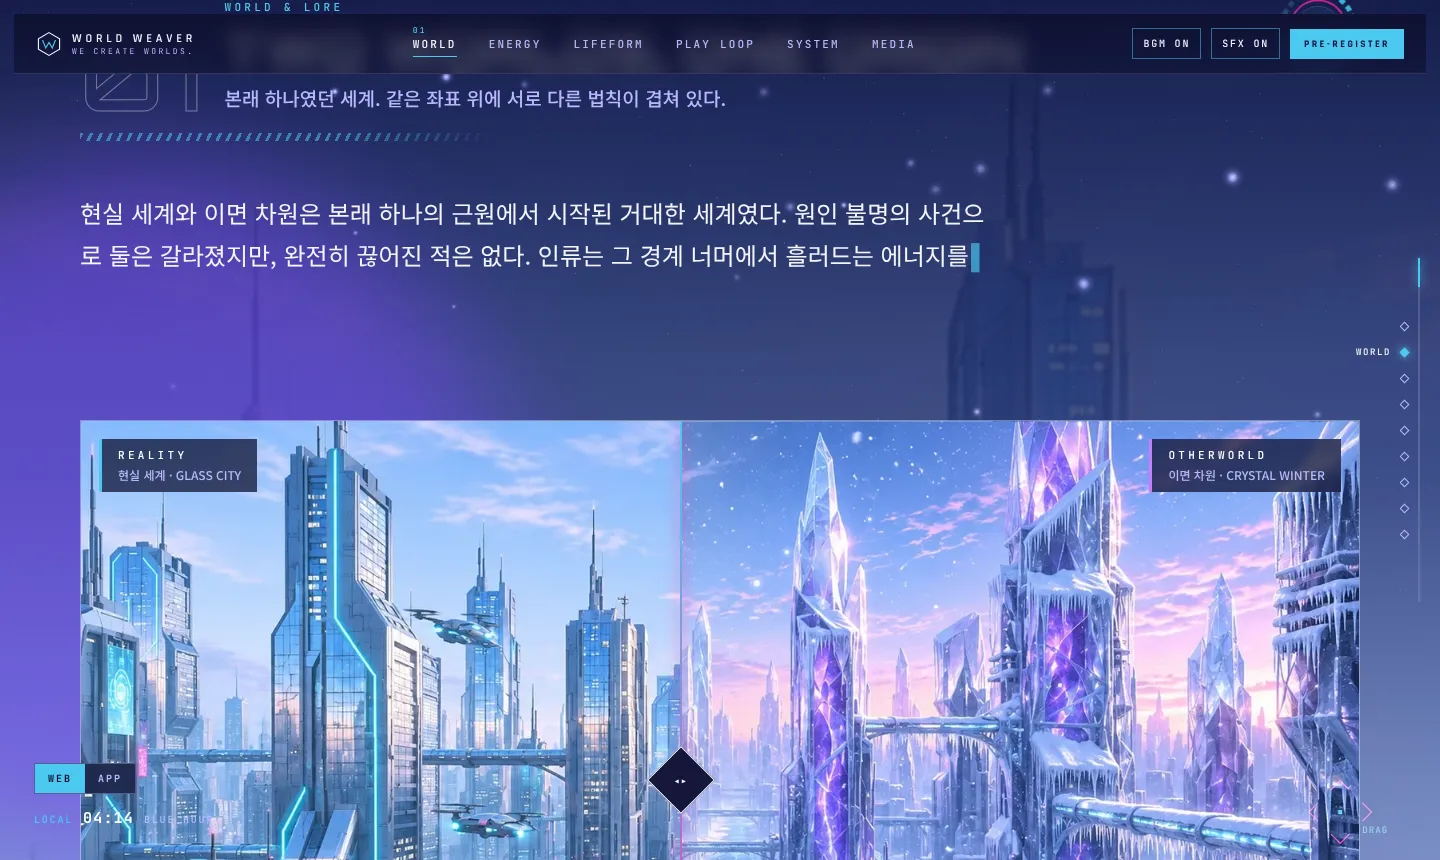 WORLD & LORE
WORLD WEAVER
WE CREATE WORLDS.
01
WORLD
ENERGY
LIFEFORM
PLAY LOOP
SYSTEM
MEDIA
BGM ON
SFX ON
PRE-REGISTER
01
본래 하나였던 세계. 같은 좌표 위에 서로 다른 법칙이 겹쳐 있다.
현실 세계와 이면 차원은 본래 하나의 근원에서 시작된 거대한 세계였다. 원인 불명의 사건으
로 둘은 갈라졌지만, 완전히 끊어진 적은 없다. 인류는 그 경계 너머에서 흘러드는 에너지를
WORLD
REALITY
현실 세계 · GLASS CITY
OTHERWORLD
이면 차원 · CRYSTAL WINTER
WEB
APP
LOCAL 04:14 BLUE HOUR
DRAG